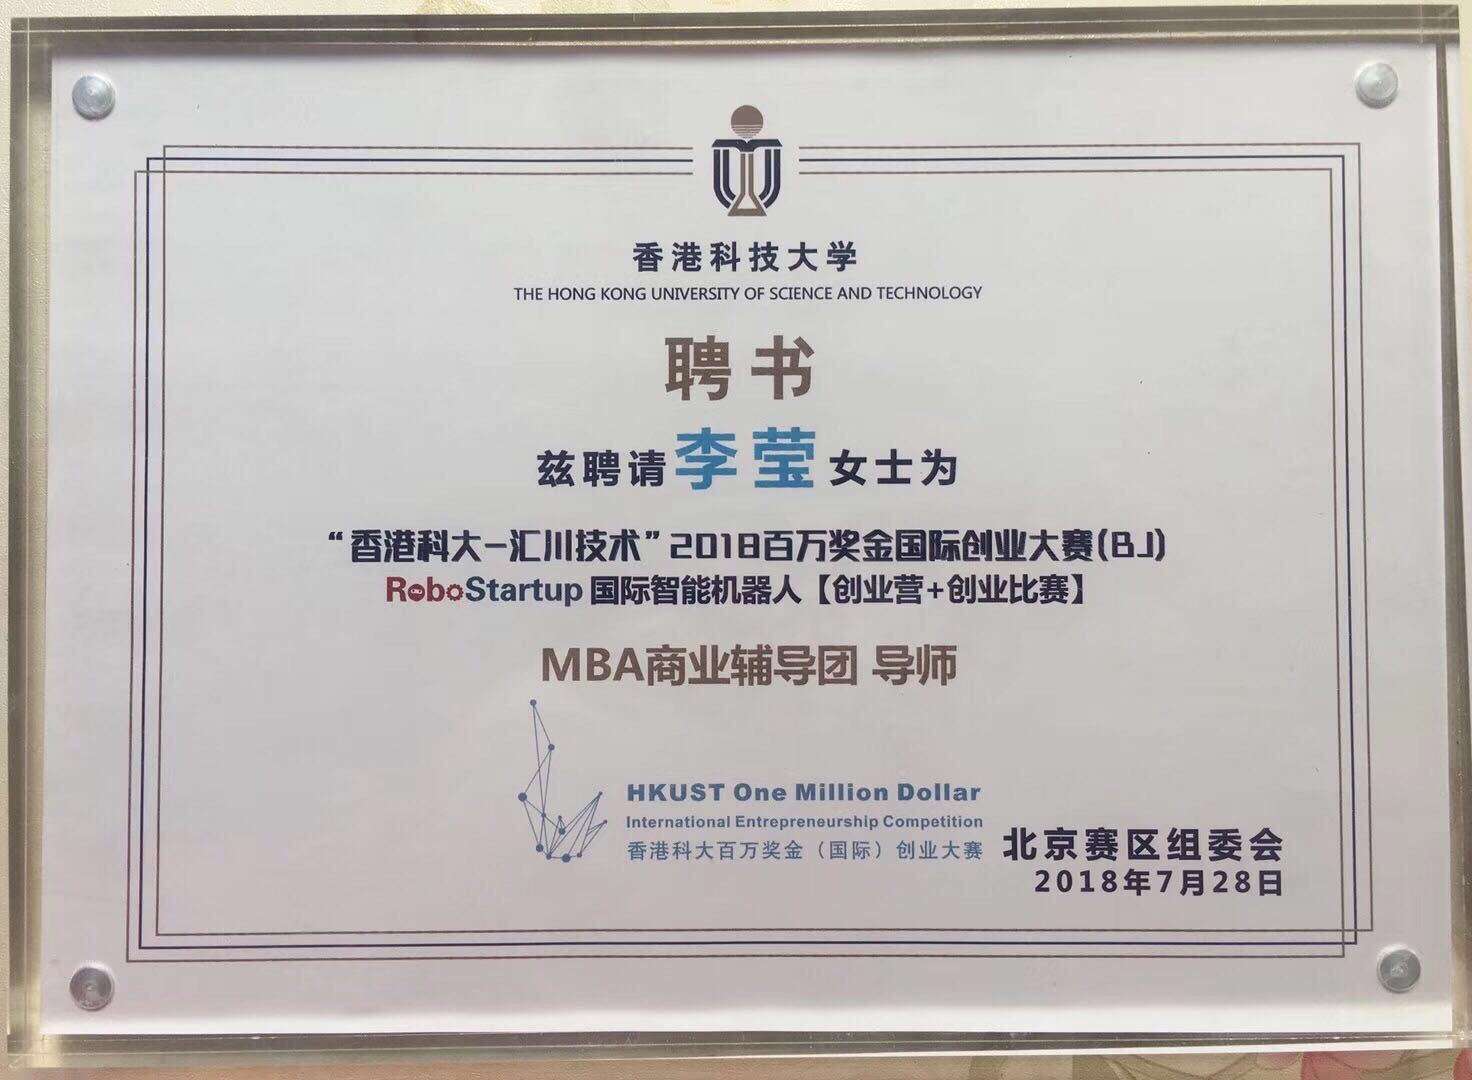 香港科技大学
THE HONG KONG UNIVERSITY OF SCIENCE AND TECHNOLOGY
聘书
兹聘请李莹女士为
“香港科大-汇川技术”2018百万奖金国际创业大赛(BJ)
RoboStartup 国际智能机器人【创业营+创业比赛】
MBA商业辅导团 导师
HKUST One Million Dollar
International Entrepreneurship Competition
香港科大百万奖金（国际）创业大赛
北京赛区组委会
2018年7月28日